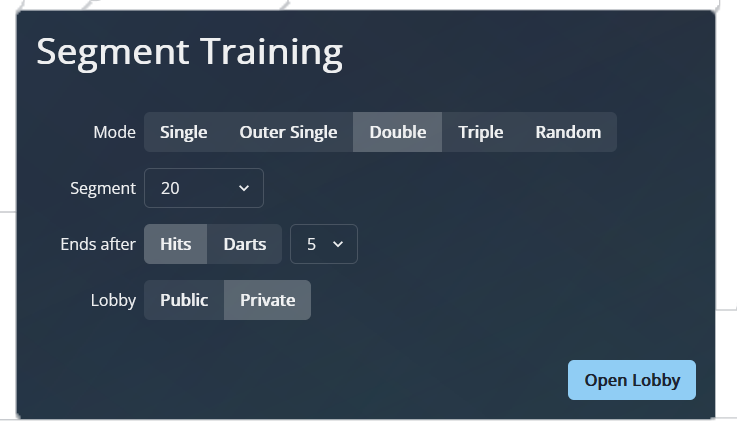 Segment Training
Mode Single Outer Single Double Triple Random
Segment 20
Ends after Hits Darts 5
Lobby Public Private
Open Lobby